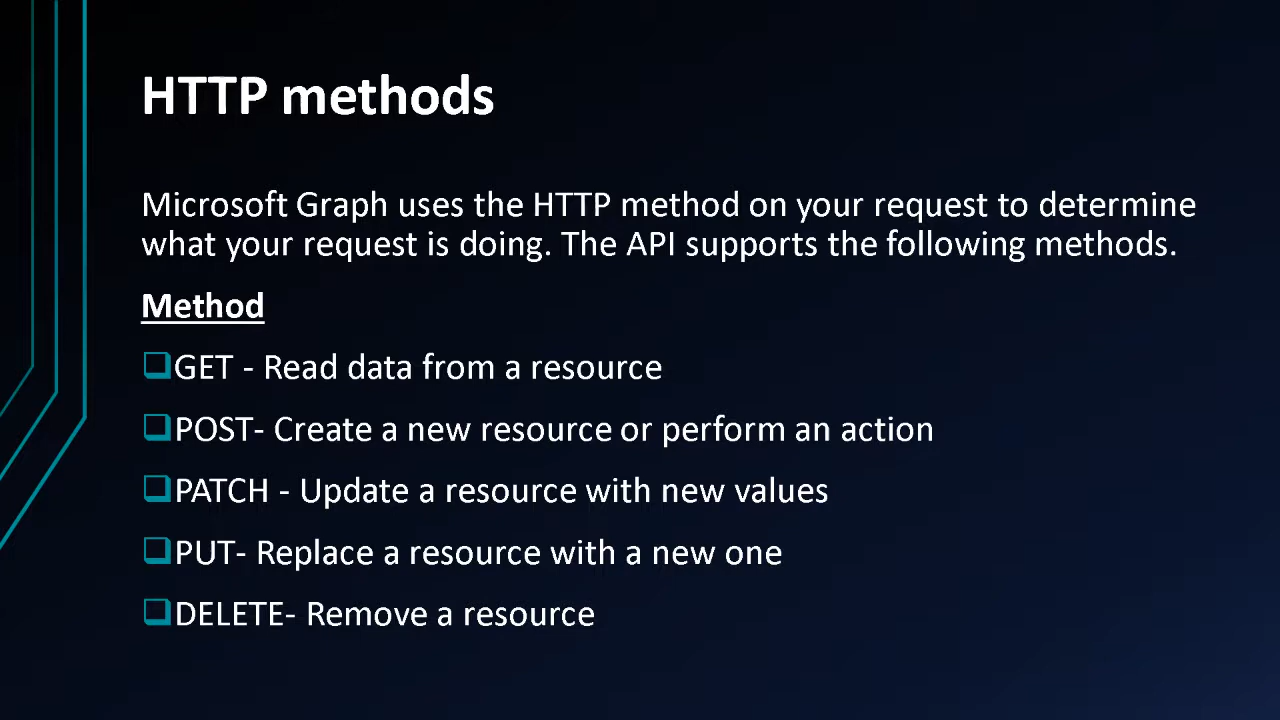 HTTP methods
Microsoft Graph uses the HTTP method on your request to determine
what your request is doing. The API supports the following methods.
Method
❑GET - Read data from a resource
❑POST- Create a new resource or perform an action
❑PATCH - Update a resource with new values
❑PUT- Replace a resource with a new one
❑DELETE- Remove a resource